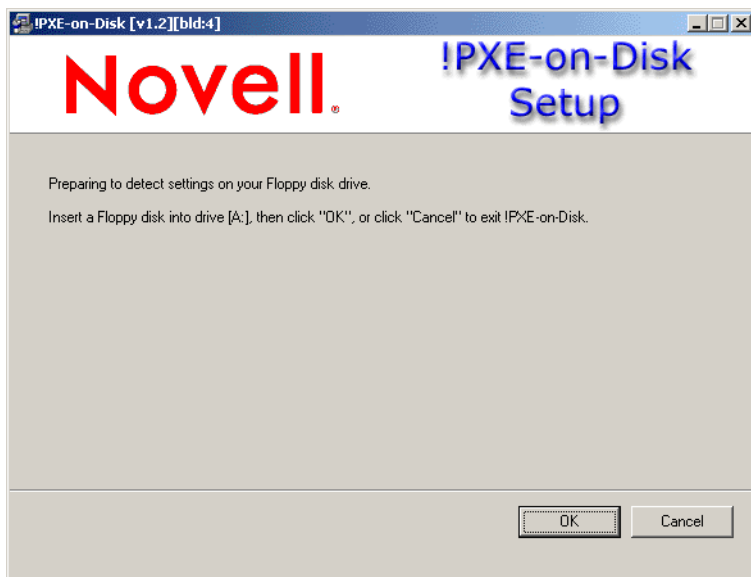 !PXE-on-Disk [v1.2][bld:4]
Novell®
!PXE-on-Disk
Setup
Preparing to detect settings on your Floppy disk drive.
Insert a Floppy disk into drive [A:], then click "OK", or click "Cancel" to exit !PXE-on-Disk.
OK
Cancel